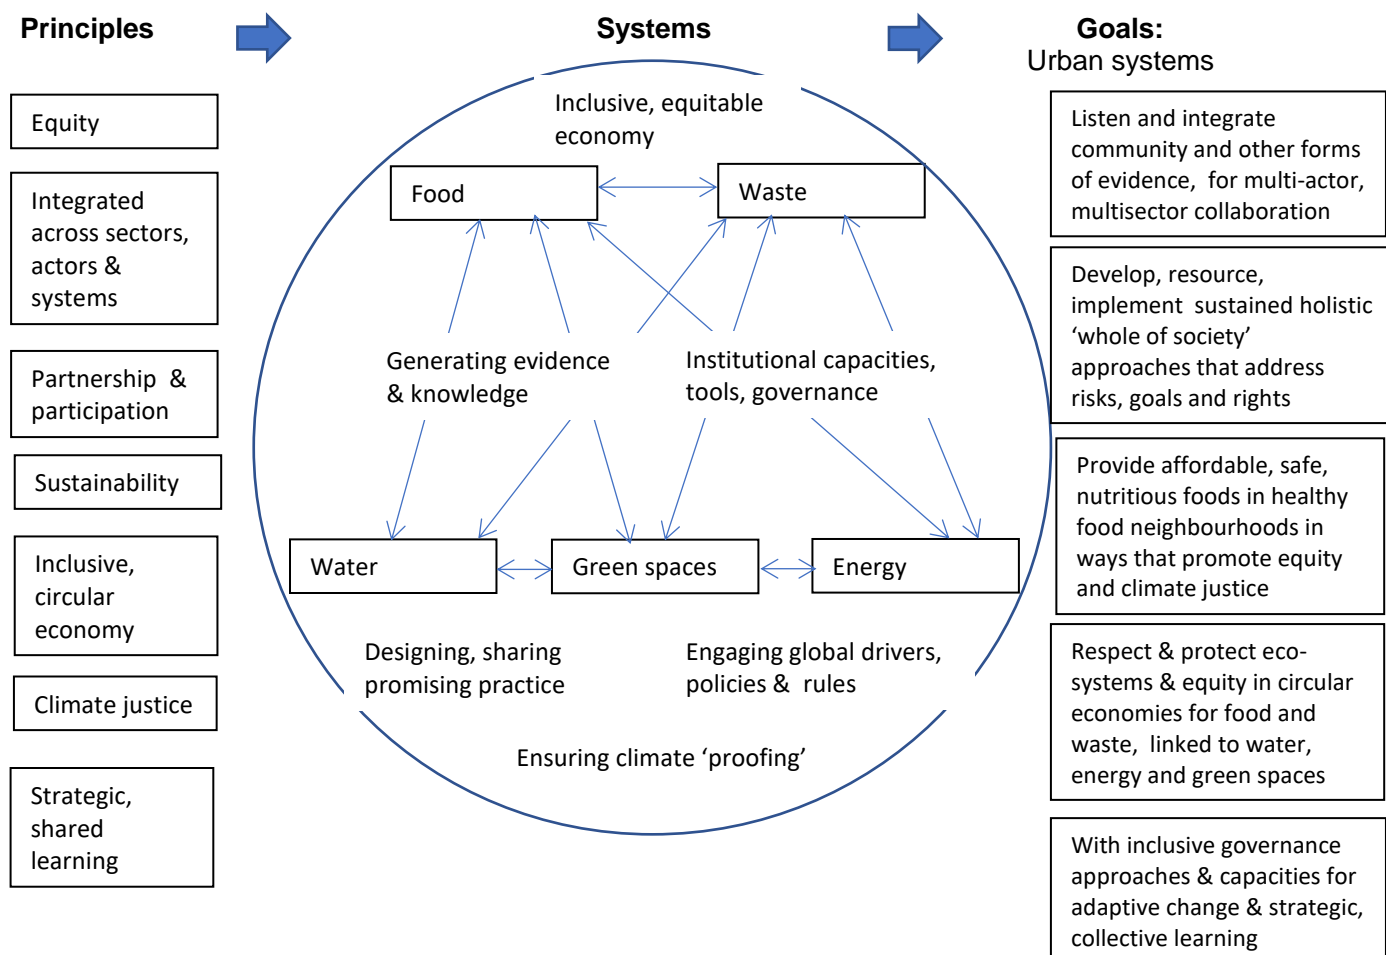 Principles
Systems
Goals:
Urban systems
Equity
Integrated
across sectors,
actors &
systems
Partnership &
participation
Sustainability
Inclusive,
circular
economy
Climate justice
Strategic,
shared
learning
Inclusive, equitable
economy
Food
Waste
Generating evidence
& knowledge
Institutional capacities,
tools, governance
Water
Green spaces
Energy
Designing, sharing
promising practice
Engaging global drivers,
policies & rules
Ensuring climate ‘proofing’
Listen and integrate
community and other forms
of evidence, for multi-actor,
multisector collaboration
Develop, resource,
implement sustained holistic
‘whole of society’
approaches that address
risks, goals and rights
Provide affordable, safe,
nutritious foods in healthy
food neighbourhoods in
ways that promote equity
and climate justice
Respect & protect eco-
systems & equity in circular
economies for food and
waste, linked to water,
energy and green spaces
With inclusive governance
approaches & capacities for
adaptive change & strategic,
collective learning